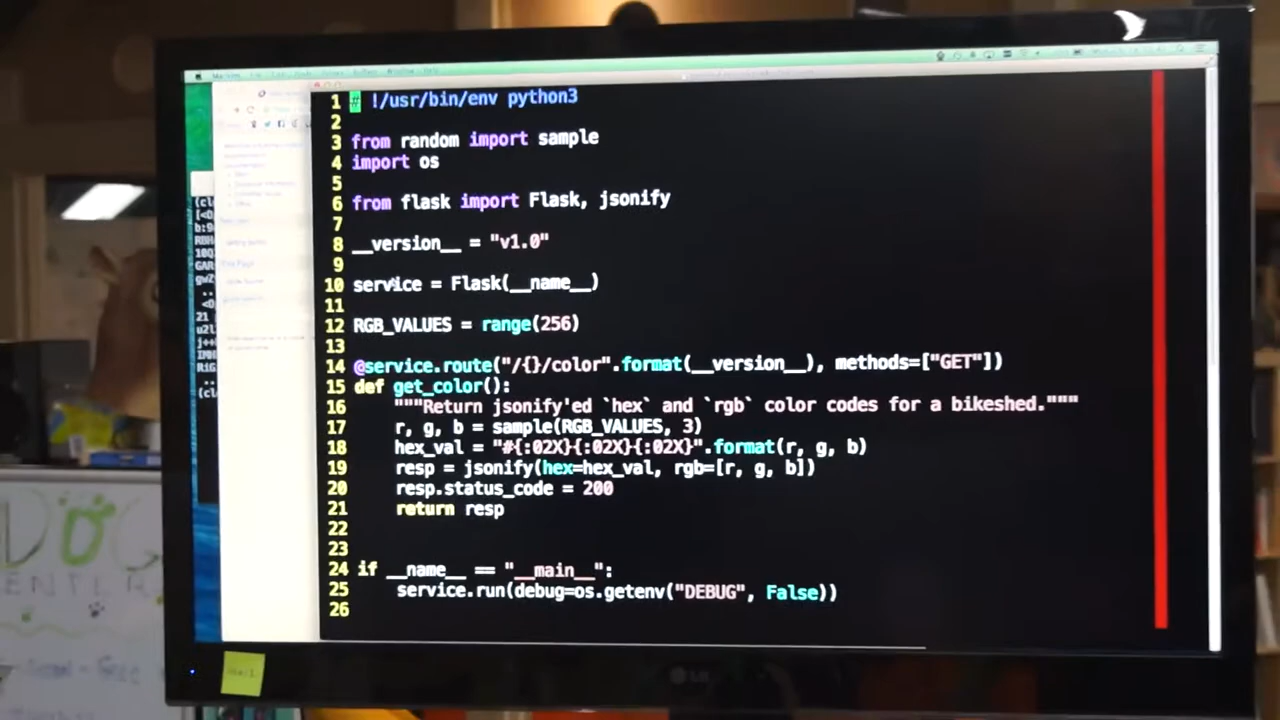 1 # !/usr/bin/env python3
2
3 from random import sample
4 import os
5
6 from flask import Flask, jsonify
7
8 __version__ = "v1.0"
9
10 service = Flask(__name__)
11
12 RGB_VALUES = range(256)
13
14 @service.route("/{}/color".format(__version__), methods=["GET"])
15 def get_color():
16 """Return jsonify'ed `hex` and `rgb` color codes for a bikeshed."""
17 r, g, b = sample(RGB_VALUES, 3)
18 hex_val = "#{:02X}{:02X}{:02X}".format(r, g, b)
19 resp = jsonify(hex=hex_val, rgb=[r, g, b])
20 resp.status_code = 200
21 return resp
22
23
24 if __name__ == "__main__":
25 service.run(debug=os.getenv("DEBUG", False))
26
LG
DOG
ENTER